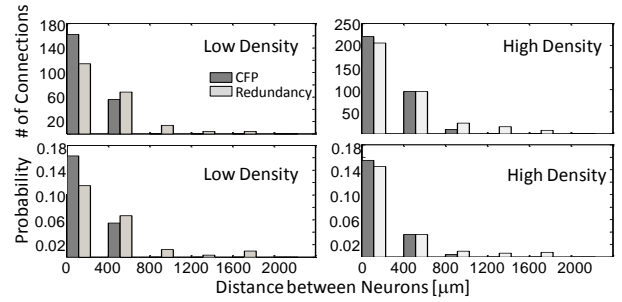 # of Connections
180
140
100
60
20
Low Density
CFP
Redundancy
250
200
150
100
50
High Density
Probability
0.18
0.14
0.10
0.06
0.02
Low Density
0.18
0.14
0.10
0.06
0.02
High Density
0 400 800 1200 1600 2000
0 400 800 1200 1600 2000
Distance between Neurons [µm]